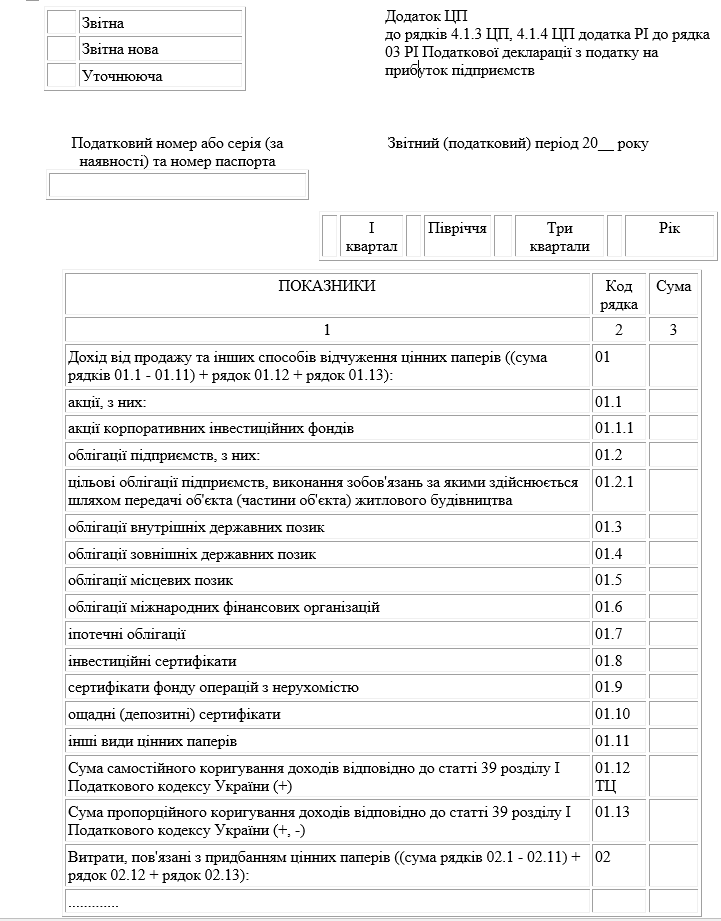 Звітна
Звітна нова
Уточнююча
Додаток ЦП
до рядків 4.1.3 ЦП, 4.1.4 ЦП додатка РІ до рядка
03 РІ Податкової декларації з податку на
прибуток підприємств
Податковий номер або серія (за
наявності) та номер паспорта
Звітний (податковий) період 20__ року
І
квартал
Півріччя
Три
квартали
Рік
ПОКАЗНИКИ
Код
рядка
Сума
1
2
3
Дохід від продажу та інших способів відчуження цінних паперів ((сума
рядків 01.1 - 01.11) + рядок 01.12 + рядок 01.13):
01
акції, з них:
01.1
акції корпоративних інвестиційних фондів
01.1.1
облігації підприємств, з них:
01.2
цільові облігації підприємств, виконання зобов'язань за якими здійснюється
шляхом передачі об'єкта (частини об'єкта) житлового будівництва
01.2.1
облігації внутрішніх державних позик
01.3
облігації зовнішніх державних позик
01.4
облігації місцевих позик
01.5
облігації міжнародних фінансових організацій
01.6
іпотечні облігації
01.7
інвестиційні сертифікати
01.8
сертифікати фонду операцій з нерухомістю
01.9
ощадні (депозитні) сертифікати
01.10
інші види цінних паперів
01.11
Сума самостійного коригування доходів відповідно до статті 39 розділу І
Податкового кодексу України (+)
01.12
ТЦ
Сума пропорційного коригування доходів відповідно до статті 39 розділу І
Податкового кодексу України (+, -)
01.13
Витрати, пов'язані з придбанням цінних паперів ((сума рядків 02.1 - 02.11) +
рядок 02.12 + рядок 02.13):
02
.............